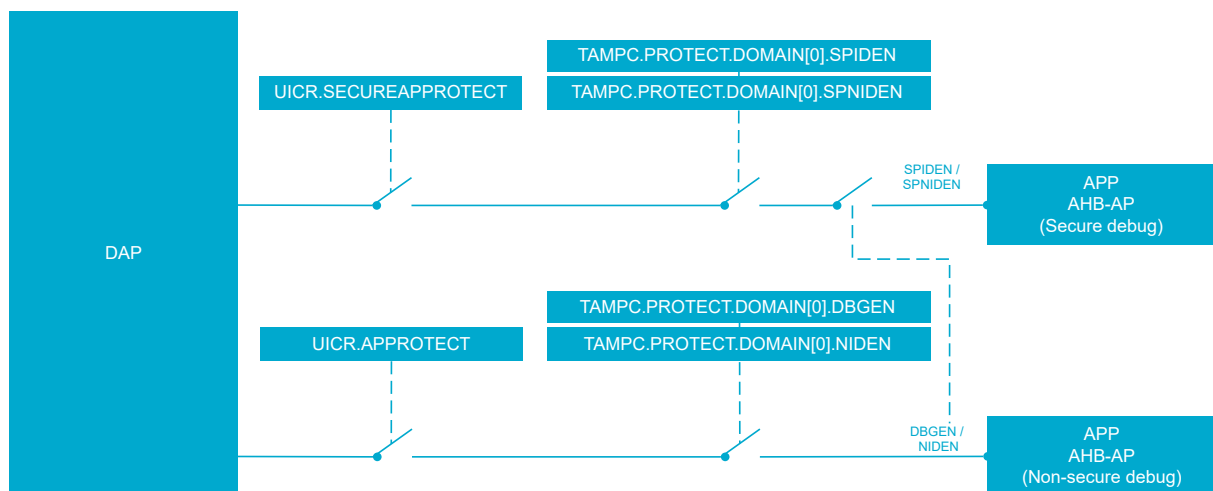 TAMPC.PROTECT.DOMAIN[0].SPIDEN
UICR.SECUREAPPROTECT
TAMPC.PROTECT.DOMAIN[0].SPNIDEN
SPIDEN /
SPNIDEN
APP
AHB-AP
(Secure debug)
DAP
TAMPC.PROTECT.DOMAIN[0].DBGEN
UICR.APPROTECT
TAMPC.PROTECT.DOMAIN[0].NIDEN
DBGEN /
NIDEN
APP
AHB-AP
(Non-secure debug)